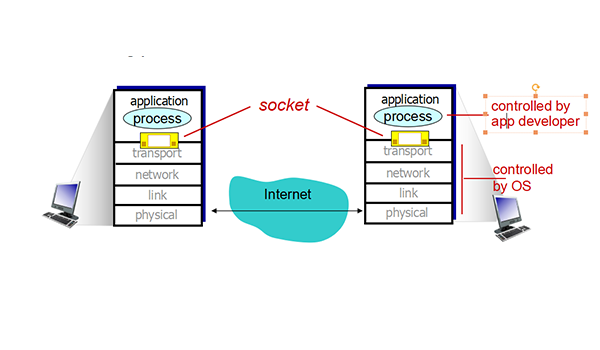 application
process
transport
network
link
physical
socket
Internet
application
process
transport
network
link
physical
controlled by
app developer
controlled
by OS